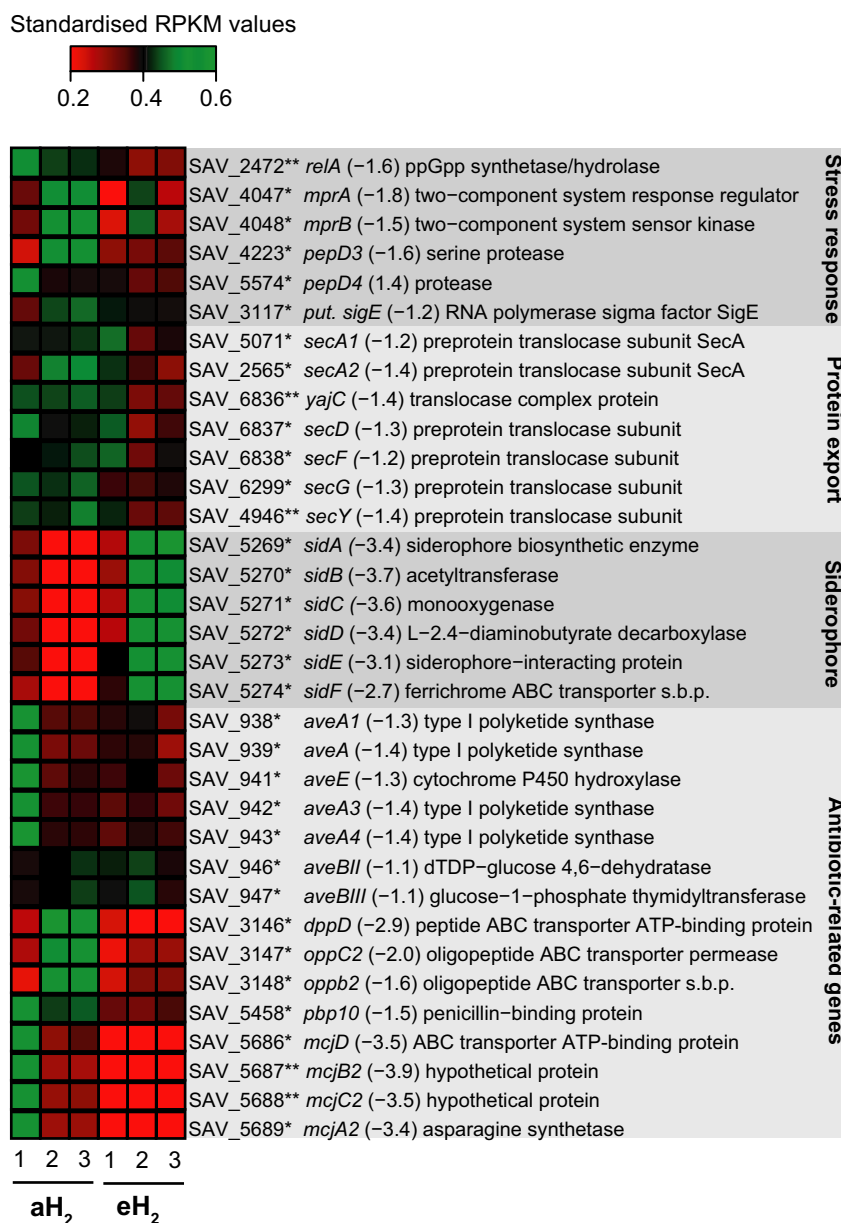 Standardised RPKM values
0.2 0.4 0.6
SAV_2472** relA (−1.6) ppGpp synthetase/hydrolase
SAV_4047* mprA (−1.8) two−component system response regulator
SAV_4048* mprB (−1.5) two−component system sensor kinase
SAV_4223* pepD3 (−1.6) serine protease
SAV_5574* pepD4 (1.4) protease
SAV_3117* put. sigE (−1.2) RNA polymerase sigma factor SigE
Stress response
SAV_5071* secA1 (−1.2) preprotein translocase subunit SecA
SAV_2565* secA2 (−1.4) preprotein translocase subunit SecA
SAV_6836** yajC (−1.4) translocase complex protein
SAV_6837* secD (−1.3) preprotein translocase subunit
SAV_6838* secF (−1.2) preprotein translocase subunit
SAV_6299* secG (−1.3) preprotein translocase subunit
SAV_4946** secY (−1.4) preprotein translocase subunit
Protein export
SAV_5269* sidA (−3.4) siderophore biosynthetic enzyme
SAV_5270* sidB (−3.7) acetyltransferase
SAV_5271* sidC (−3.6) monooxygenase
SAV_5272* sidD (−3.4) L−2.4−diaminobutyrate decarboxylase
SAV_5273* sidE (−3.1) siderophore−interacting protein
SAV_5274* sidF (−2.7) ferrichrome ABC transporter s.b.p.
Siderophore
SAV_938* aveA1 (−1.3) type I polyketide synthase
SAV_939* aveA (−1.4) type I polyketide synthase
SAV_941* aveE (−1.3) cytochrome P450 hydroxylase
SAV_942* aveA3 (−1.4) type I polyketide synthase
SAV_943* aveA4 (−1.4) type I polyketide synthase
SAV_946* aveBII (−1.1) dTDP−glucose 4,6−dehydratase
SAV_947* aveBIII (−1.1) glucose−1−phosphate thymidyltransferase
SAV_3146* dppD (−2.9) peptide ABC transporter ATP−binding protein
SAV_3147* oppC2 (−2.0) oligopeptide ABC transporter permease
SAV_3148* oppb2 (−1.6) oligopeptide ABC transporter s.b.p.
SAV_5458* pbp10 (−1.5) penicillin−binding protein
SAV_5686* mcjD (−3.5) ABC transporter ATP−binding protein
SAV_5687** mcjB2 (−3.9) hypothetical protein
SAV_5688** mcjC2 (−3.5) hypothetical protein
SAV_5689* mcjA2 (−3.4) asparagine synthetase
Antibiotic−related genes
1 2 3 1 2 3
aH2 eH2